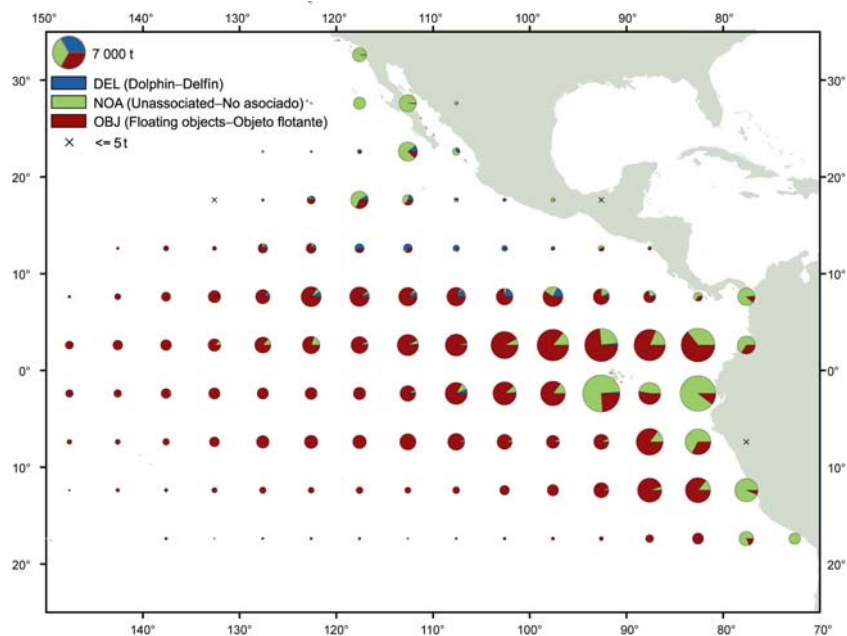 150° 140° 130° 120° 110° 100° 90° 80° 70°
7 000 t
DEL (Dolphin–Delfín)
NOA (Unassociated–No asociado)
OBJ (Floating objects–Objeto flotante)
× <= 5 t
30° 30°
20° 20°
10° 10°
0° 0°
10° 10°
20° 20°
140° 130° 120° 110° 100° 90° 80° 70°